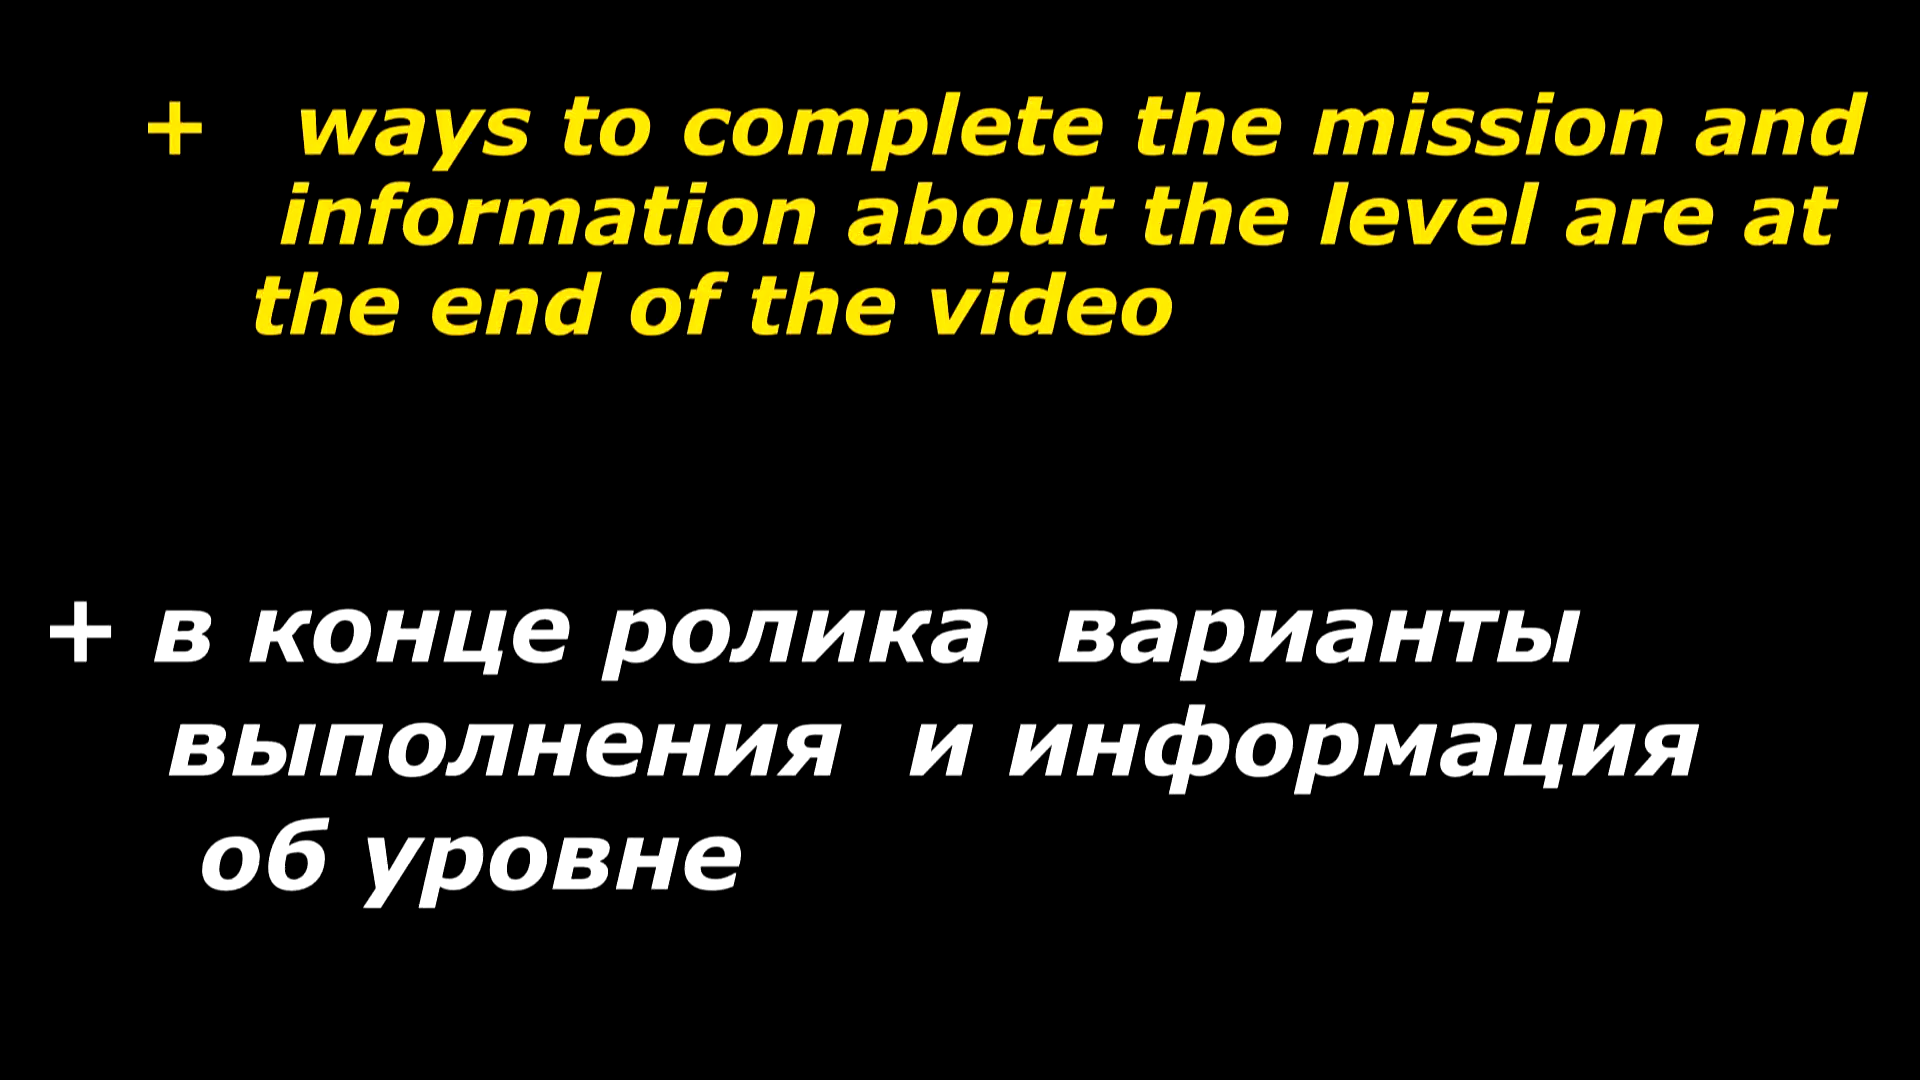 + ways to complete the mission and
information about the level are at
the end of the video
+ в конце ролика варианты
выполнения и информация
об уровне